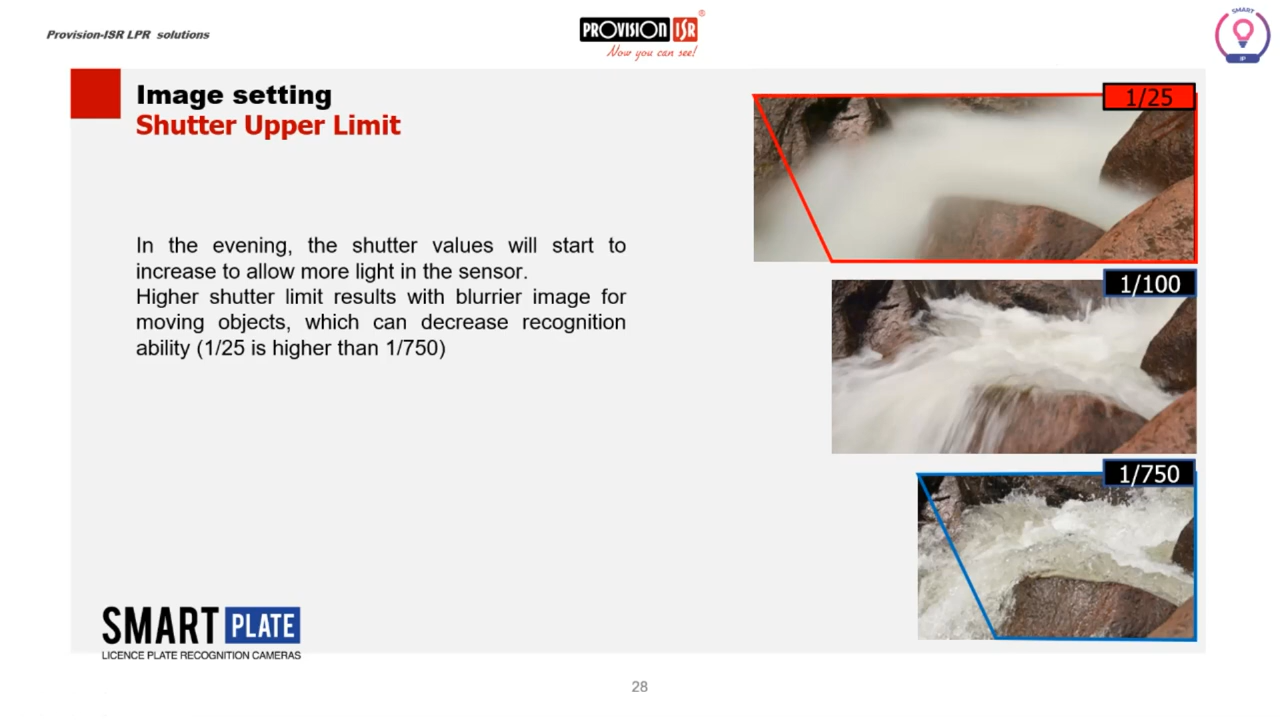 Provision-ISR LPR solutions
PROVISION ISR ®
Now you can see!
SMART
IP
Image setting
Shutter Upper Limit
1/25
In the evening, the shutter values will start to
increase to allow more light in the sensor.
Higher shutter limit results with blurrier image for
moving objects, which can decrease recognition
ability (1/25 is higher than 1/750)
1/100
1/750
SMART PLATE
LICENCE PLATE RECOGNITION CAMERAS
28